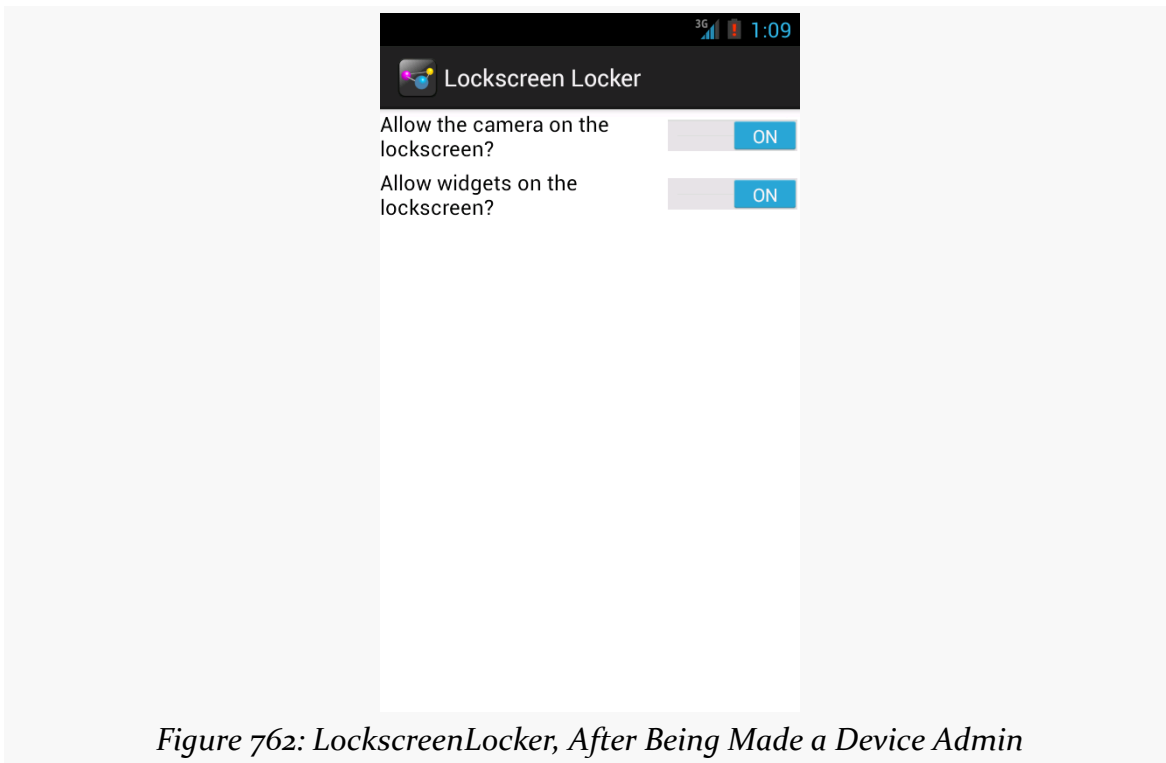 3G 1:09
Lockscreen Locker
Allow the camera on the
lockscreen?
ON
Allow widgets on the
lockscreen?
ON
Figure 762: LockscreenLocker, After Being Made a Device Admin